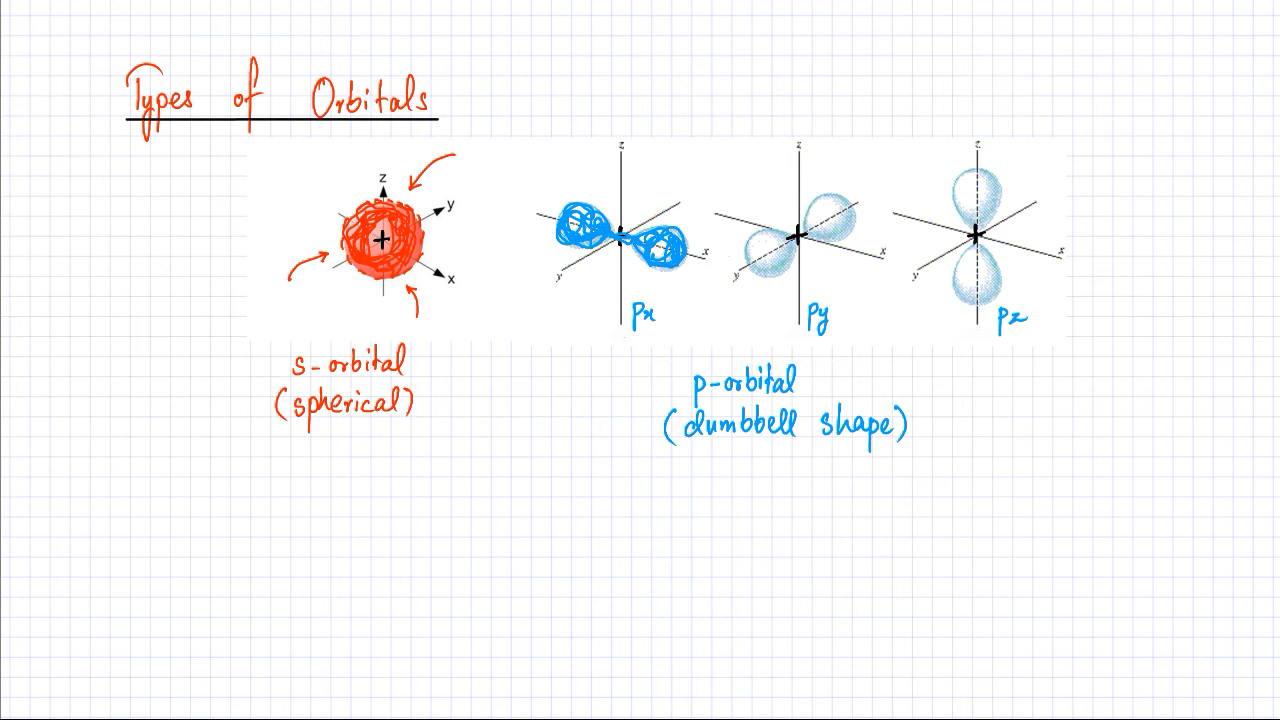 Types of Orbitals
z
y
x
z
x
y
z
x
y
z
x
y
px
py
pz
s-orbital
(spherical)
p-orbital
(dumbbell shape)